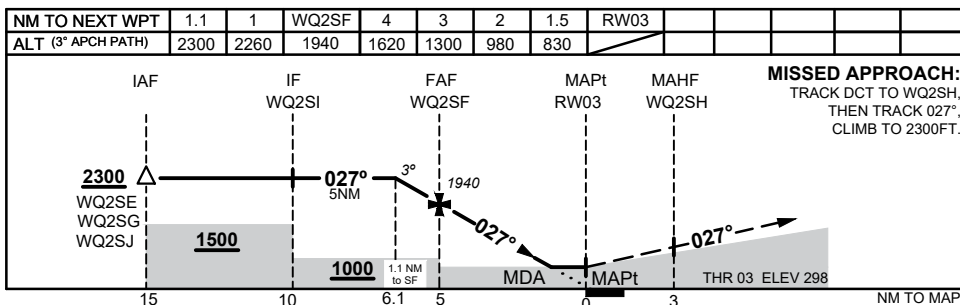 NM TO NEXT WPT 1.1 1 WQ2SF 4 3 2 1.5 RW03
ALT (3° APCH PATH) 2300 2260 1940 1620 1300 980 830
IAF IF FAF MAPt MAHF MISSED APPROACH:
WQ2SI WQ2SF RW03 WQ2SH TRACK DCT TO WQ2SH,
THEN TRACK 027°,
CLIMB TO 2300FT.
2300 027° 3° 1940
5NM
WQ2SE
WQ2SG
WQ2SJ
1500 027° 027°
1000 1.1 NM
to SF
MDA MAPt THR 03 ELEV 298
15 10 6.1 5 0 3 NM TO MAP